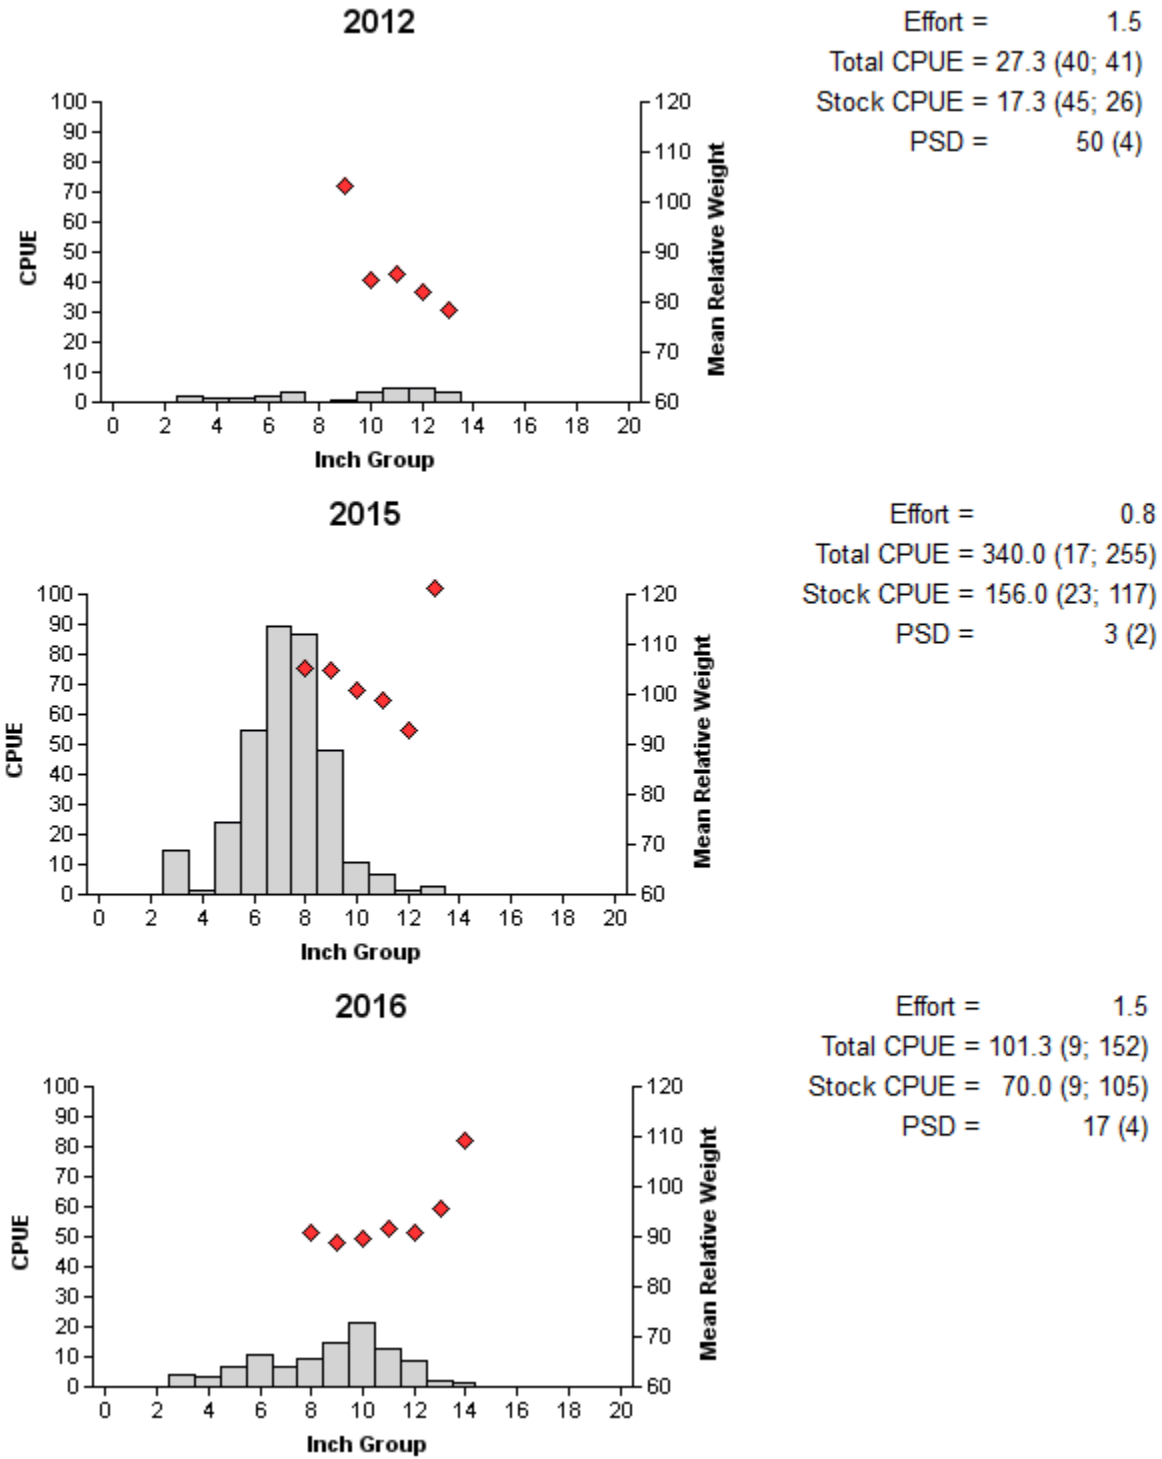 2012
Effort = 1.5
Total CPUE = 27.3 (40; 41)
Stock CPUE = 17.3 (45; 26)
PSD = 50 (4)
100
90
80
70
60
50
40
30
20
10
0
CPUE
120
110
100
90
80
70
60
Mean Relative Weight
0 2 4 6 8 10 12 14 16 18 20
Inch Group
2015
Effort = 0.8
Total CPUE = 340.0 (17; 255)
Stock CPUE = 156.0 (23; 117)
PSD = 3 (2)
100
90
80
70
60
50
40
30
20
10
0
CPUE
120
110
100
90
80
70
60
Mean Relative Weight
0 2 4 6 8 10 12 14 16 18 20
Inch Group
2016
Effort = 1.5
Total CPUE = 101.3 (9; 152)
Stock CPUE = 70.0 (9; 105)
PSD = 17 (4)
100
90
80
70
60
50
40
30
20
10
0
CPUE
120
110
100
90
80
70
60
Mean Relative Weight
0 2 4 6 8 10 12 14 16 18 20
Inch Group